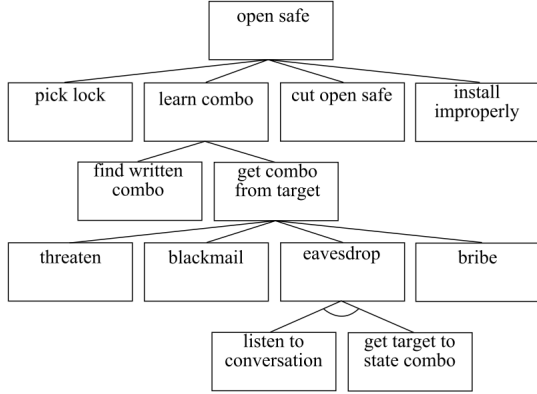 open safe
pick lock
learn combo
cut open safe
install
improperly
find written
combo
get combo
from target
threaten
blackmail
eavesdrop
bribe
listen to
conversation
get target to
state combo